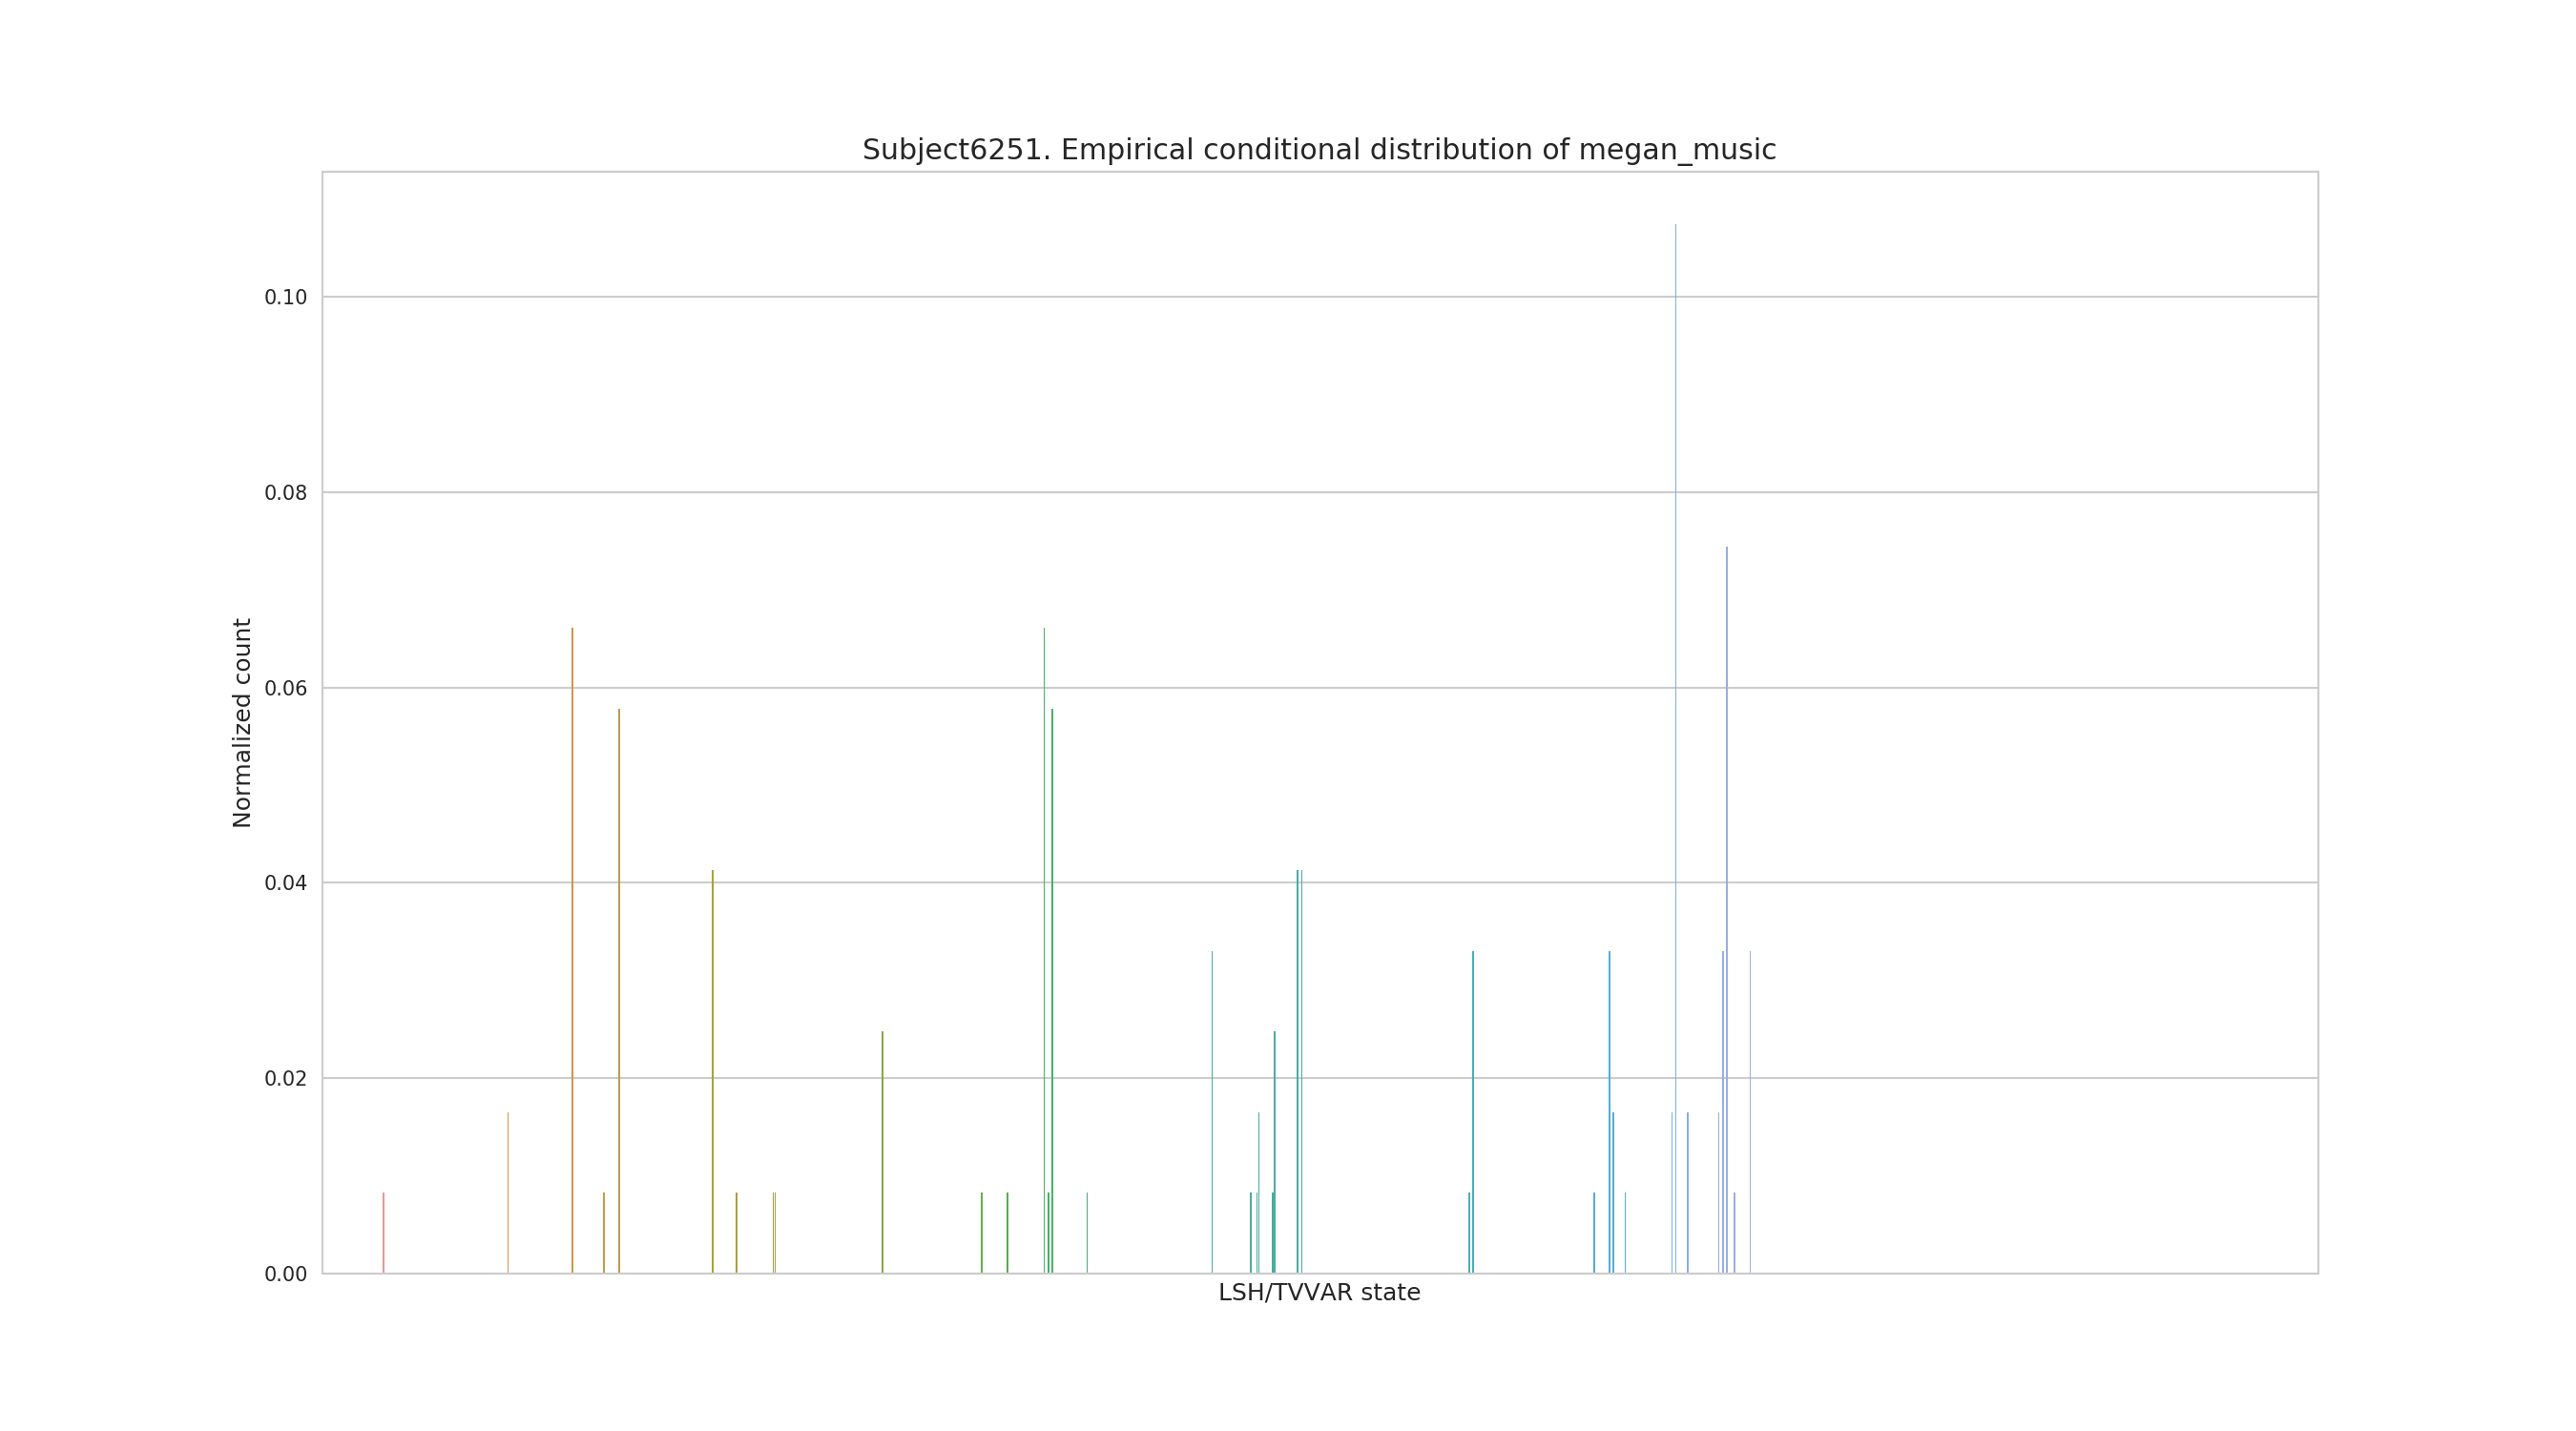 Subject6251. Empirical conditional distribution of megan_music
0.10
0.08
0.06
0.04
0.02
0.00
Normalized count
LSH/TVVAR state